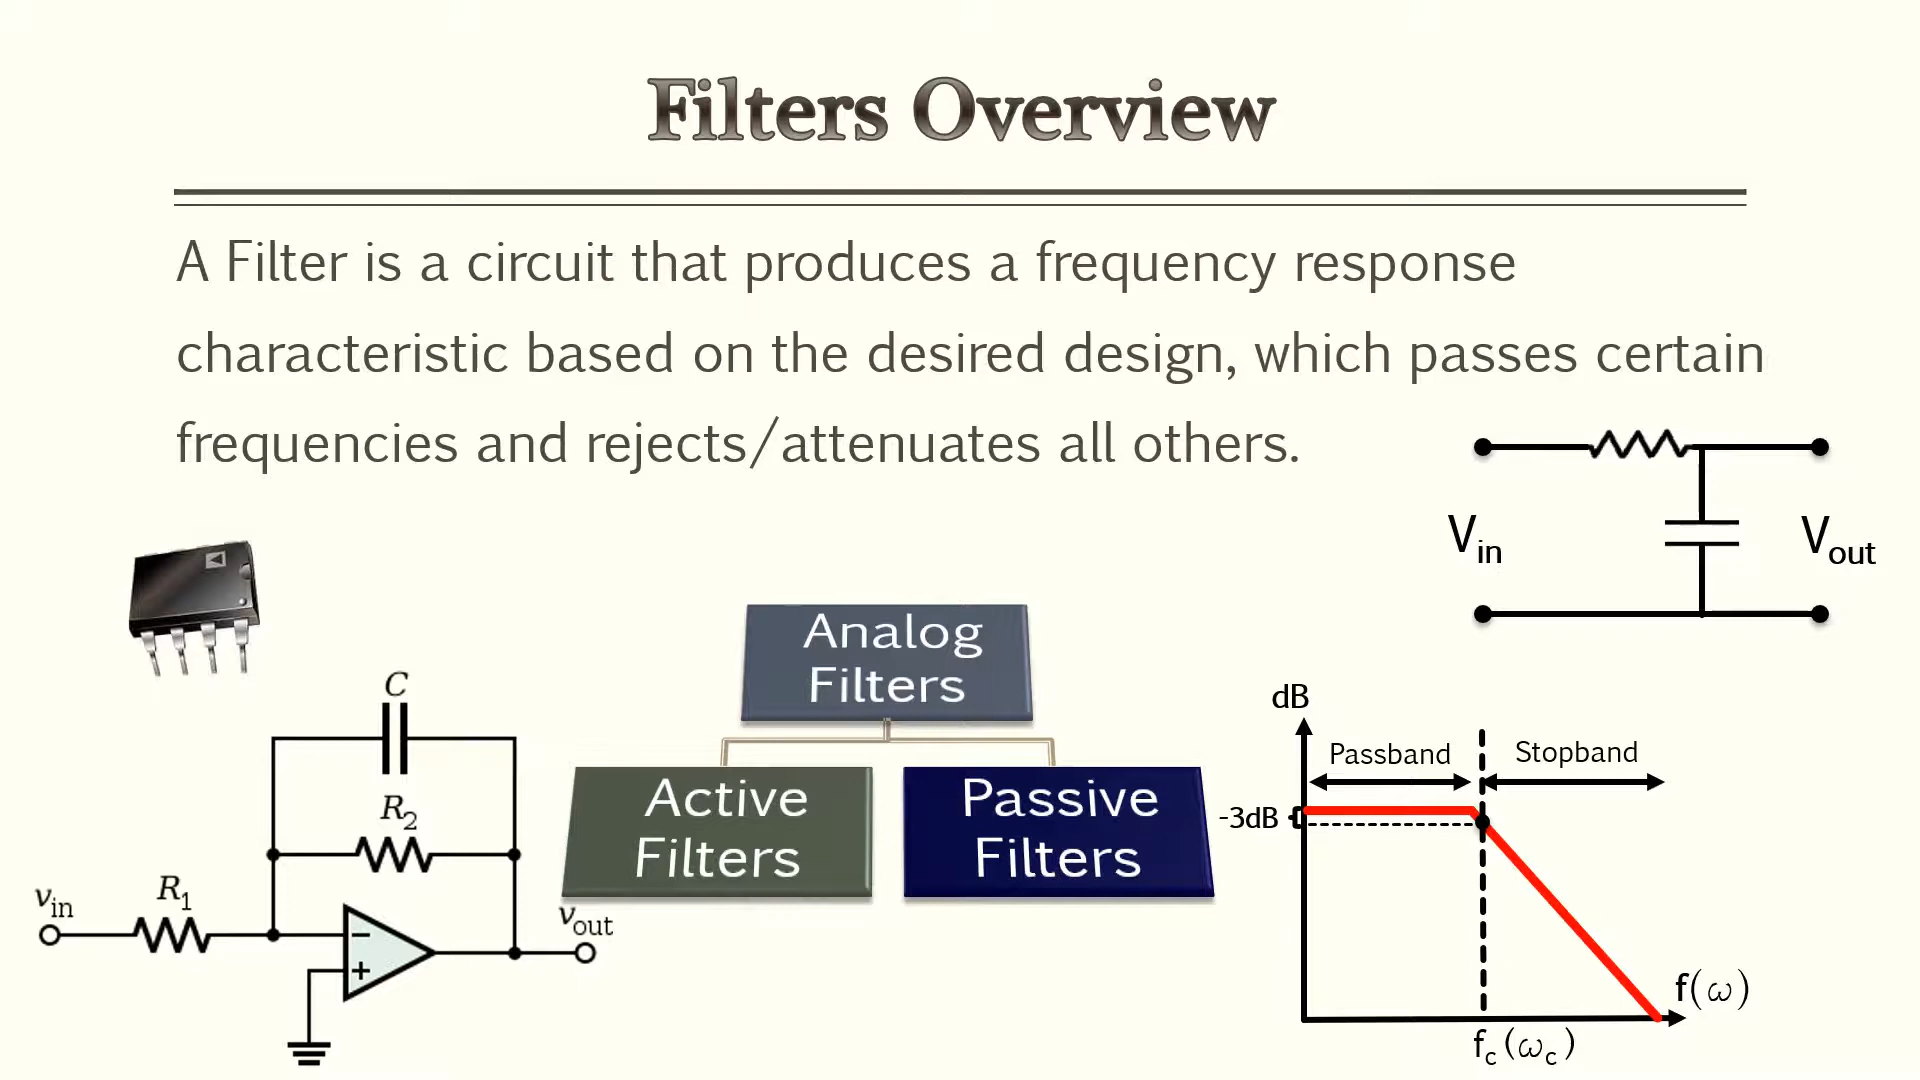 Filters Overview
A Filter is a circuit that produces a frequency response
characteristic based on the desired design, which passes certain
frequencies and rejects/attenuates all others.
Vin
Vout
Analog
Filters
Active
Filters
Passive
Filters
C
R2
R1
vin
−
+
vout
dB
Passband
Stopband
-3dB
f(ω)
fc(ωc)